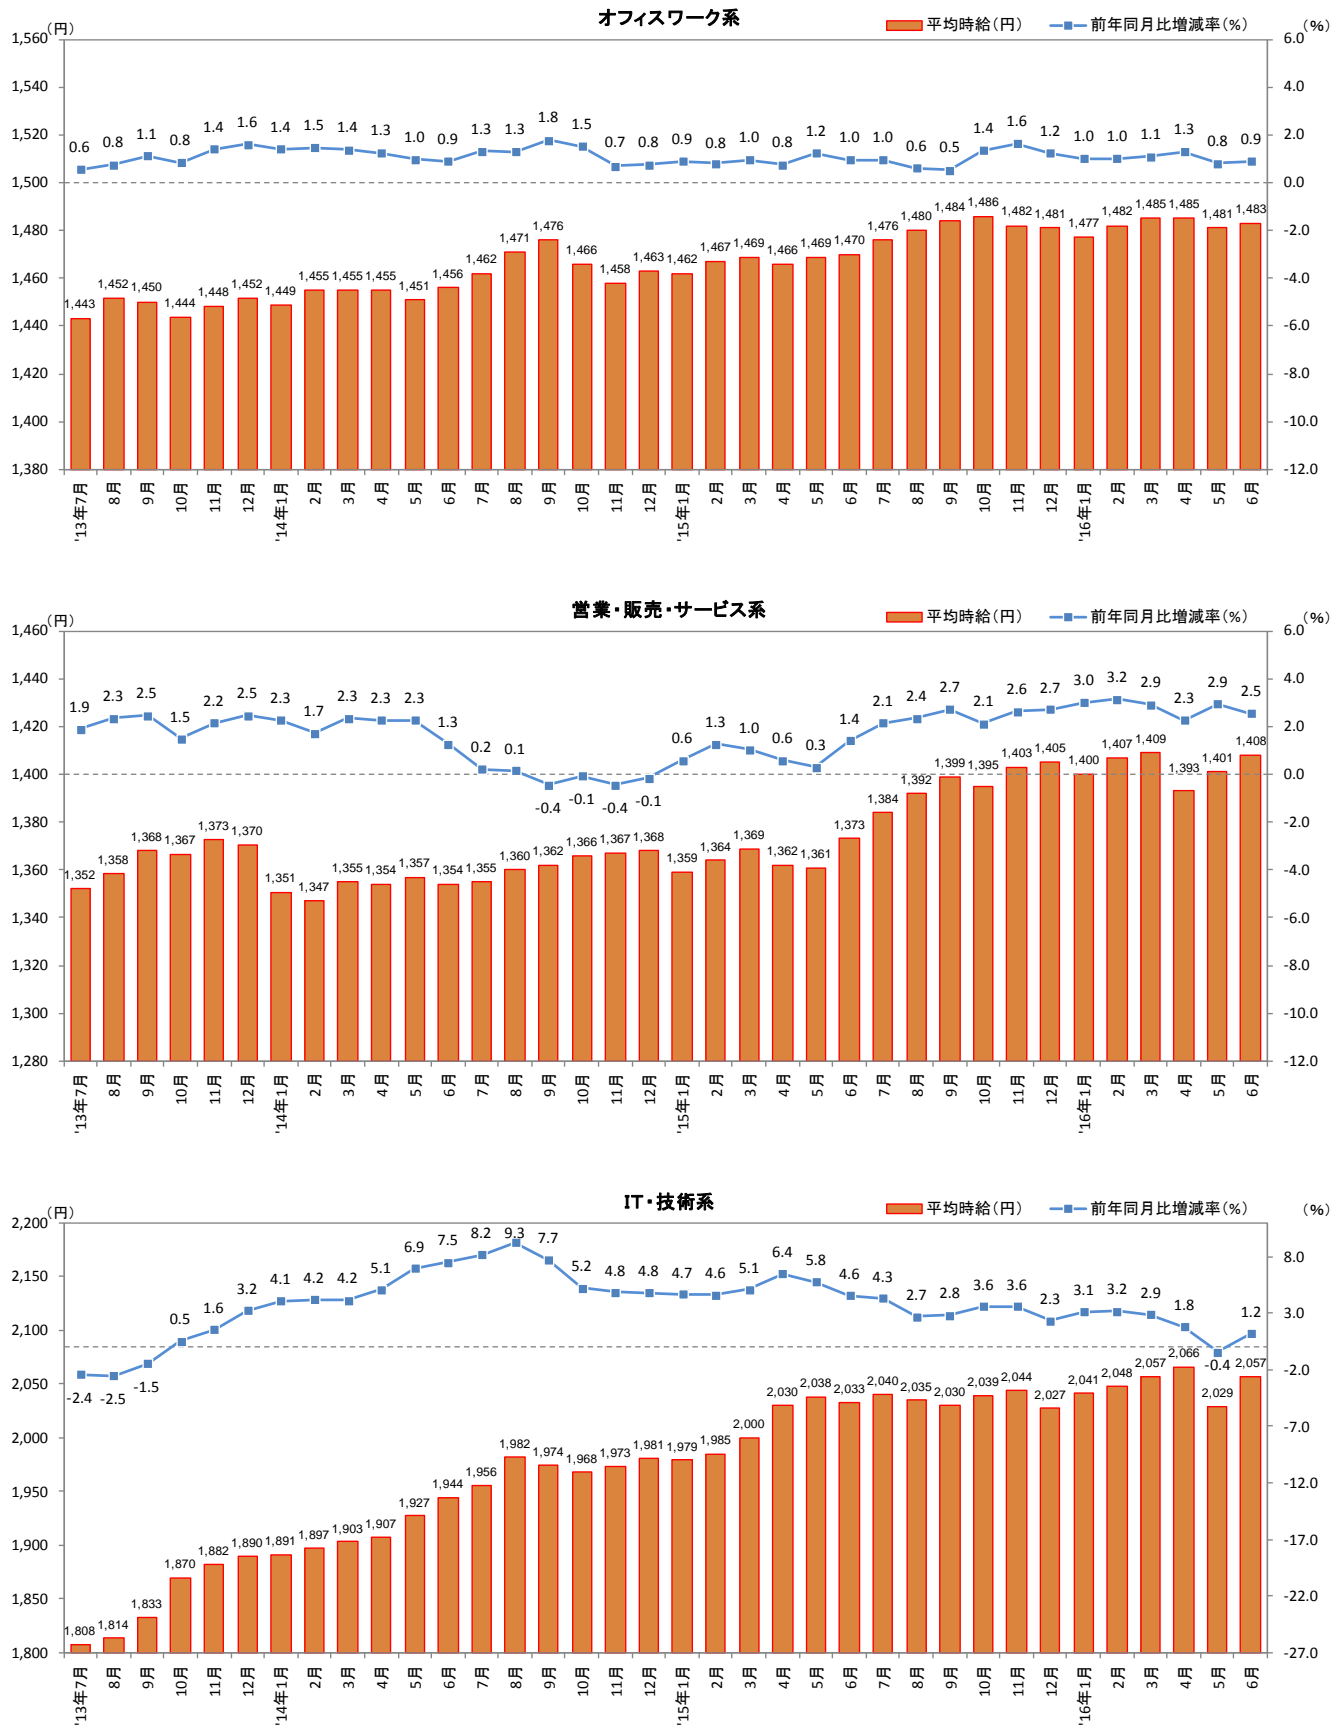 オフィスワーク系
(円) 平均時給(円) 前年同月比増減率(%) (%)
1,560 1,540 1,520 1,500 1,480 1,460 1,440 1,420 1,400 1,380
6.0 4.0 2.0 0.0 -2.0 -4.0 -6.0 -8.0 -10.0 -12.0
0.6 0.8 1.1 0.8 1.4 1.6 1.4 1.5 1.4 1.3 1.0 0.9 1.3 1.3 1.8 1.5 0.7 0.8 0.9 0.8 1.0 0.8 1.2 1.0 1.0 0.6 0.5 1.4 1.6 1.2 1.0 1.0 1.1 1.3 0.8 0.9
1,443 1,452 1,450 1,444 1,448 1,452 1,449 1,455 1,455 1,455 1,451 1,456 1,462 1,471 1,476 1,466 1,458 1,463 1,462 1,467 1,469 1,466 1,469 1,470 1,476 1,480 1,484 1,486 1,482 1,481 1,477 1,482 1,485 1,485 1,481 1,483
'13年7月 8月 9月 10月 11月 12月 '14年1月 2月 3月 4月 5月 6月 7月 8月 9月 10月 11月 12月 '15年1月 2月 3月 4月 5月 6月 7月 8月 9月 10月 11月 12月 '16年1月 2月 3月 4月 5月 6月
営業・販売・サービス系
(円) 平均時給(円) 前年同月比増減率(%) (%)
1,460 1,440 1,420 1,400 1,380 1,360 1,340 1,320 1,300 1,280
6.0 4.0 2.0 0.0 -2.0 -4.0 -6.0 -8.0 -10.0 -12.0
1.9 2.3 2.5 1.5 2.2 2.5 2.3 1.7 2.3 2.3 2.3 1.3 0.2 0.1 -0.4 -0.1 -0.4 -0.1 0.6 1.3 1.0 0.6 0.3 1.4 2.1 2.4 2.7 2.1 2.6 2.7 3.0 3.2 2.9 2.3 2.9 2.5
1,352 1,358 1,368 1,367 1,373 1,370 1,351 1,347 1,355 1,354 1,357 1,354 1,355 1,360 1,362 1,366 1,367 1,368 1,359 1,364 1,369 1,362 1,361 1,373 1,384 1,392 1,399 1,395 1,403 1,405 1,400 1,407 1,409 1,393 1,401 1,408
'13年7月 8月 9月 10月 11月 12月 '14年1月 2月 3月 4月 5月 6月 7月 8月 9月 10月 11月 12月 '15年1月 2月 3月 4月 5月 6月 7月 8月 9月 10月 11月 12月 '16年1月 2月 3月 4月 5月 6月
IT・技術系
(円) 平均時給(円) 前年同月比増減率(%) (%)
2,200 2,150 2,100 2,050 2,000 1,950 1,900 1,850 1,800
8.0 3.0 -2.0 -7.0 -12.0 -17.0 -22.0 -27.0
-2.4 -2.5 -1.5 0.5 1.6 3.2 4.1 4.2 4.2 5.1 6.9 7.5 8.2 9.3 7.7 5.2 4.8 4.8 4.7 4.6 5.1 6.4 5.8 4.6 4.3 2.7 2.8 3.6 3.6 2.3 3.1 3.2 2.9 1.8 -0.4 1.2
1,808 1,814 1,833 1,870 1,882 1,890 1,891 1,897 1,903 1,907 1,927 1,944 1,956 1,982 1,974 1,968 1,973 1,981 1,979 1,985 2,000 2,030 2,038 2,033 2,040 2,035 2,030 2,039 2,044 2,027 2,041 2,048 2,057 2,066 2,029 2,057
'13年7月 8月 9月 10月 11月 12月 '14年1月 2月 3月 4月 5月 6月 7月 8月 9月 10月 11月 12月 '15年1月 2月 3月 4月 5月 6月 7月 8月 9月 10月 11月 12月 '16年1月 2月 3月 4月 5月 6月